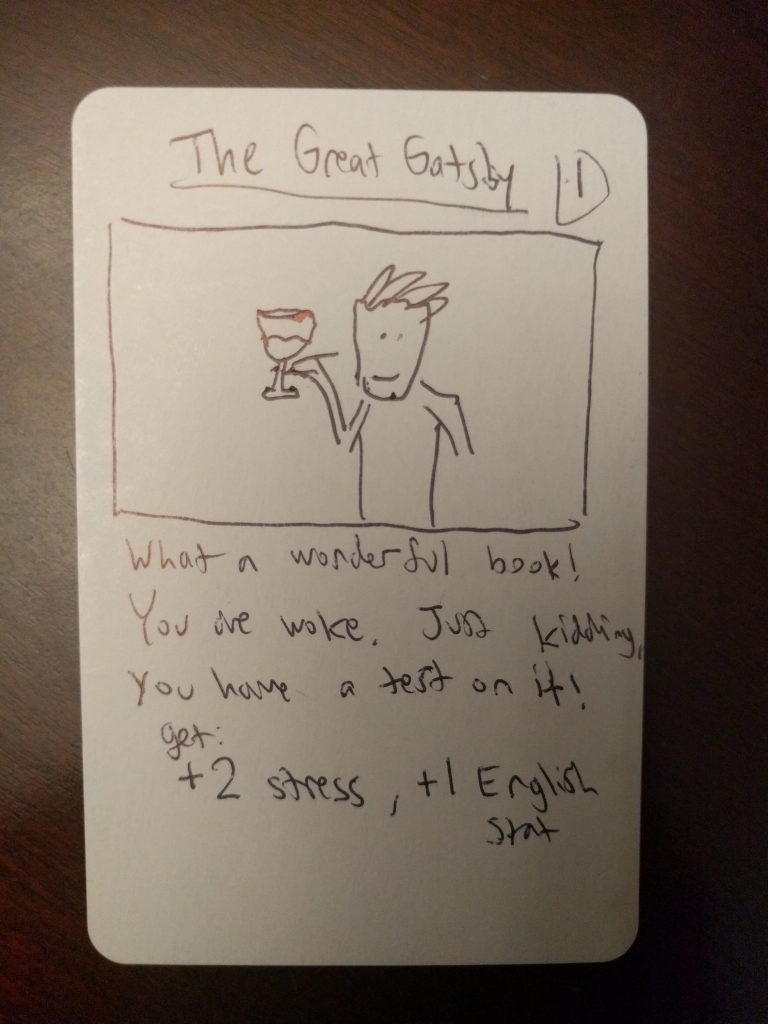 The Great Gatsby
What a wonderful book!
You are woke. Just kidding,
you have a test on it!
get:
+2 stress, +1 English
Stat